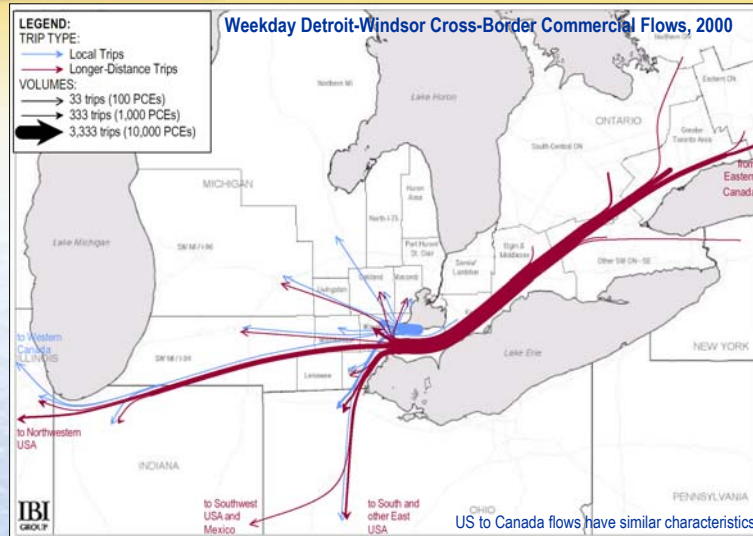 Weekday Detroit-Windsor Cross-Border Commercial Flows, 2000
LEGEND:
TRIP TYPE:
Local Trips
Longer-Distance Trips
VOLUMES:
33 trips (100 PCEs)
333 trips (1,000 PCEs)
3,333 trips (10,000 PCEs)
Northern ON
Eastern ON
Northern MI
Lake Huron
ONTARIO
Greater
Toronto Area
South-Central ON
from
Eastern
Canada
MICHIGAN
Huron
Area
North I-75
Lake Michigan
SW MI / I-96
Port Huron/
St. Clair
Sarnia/
Lambton
Elgin &
Middlesex
Other SW ON - SE
Livingston
Oakland
Macomb
to Western
Canada
ILLINOIS
SW MI / I-94
Lenawee
Lake Erie
NEW YORK
to Northwestern
USA
INDIANA
to Southwest
USA and
Mexico
to South and
other East
USA
OHIO
PENNSYLVANIA
IBI
GROUP
US to Canada flows have similar characteristics